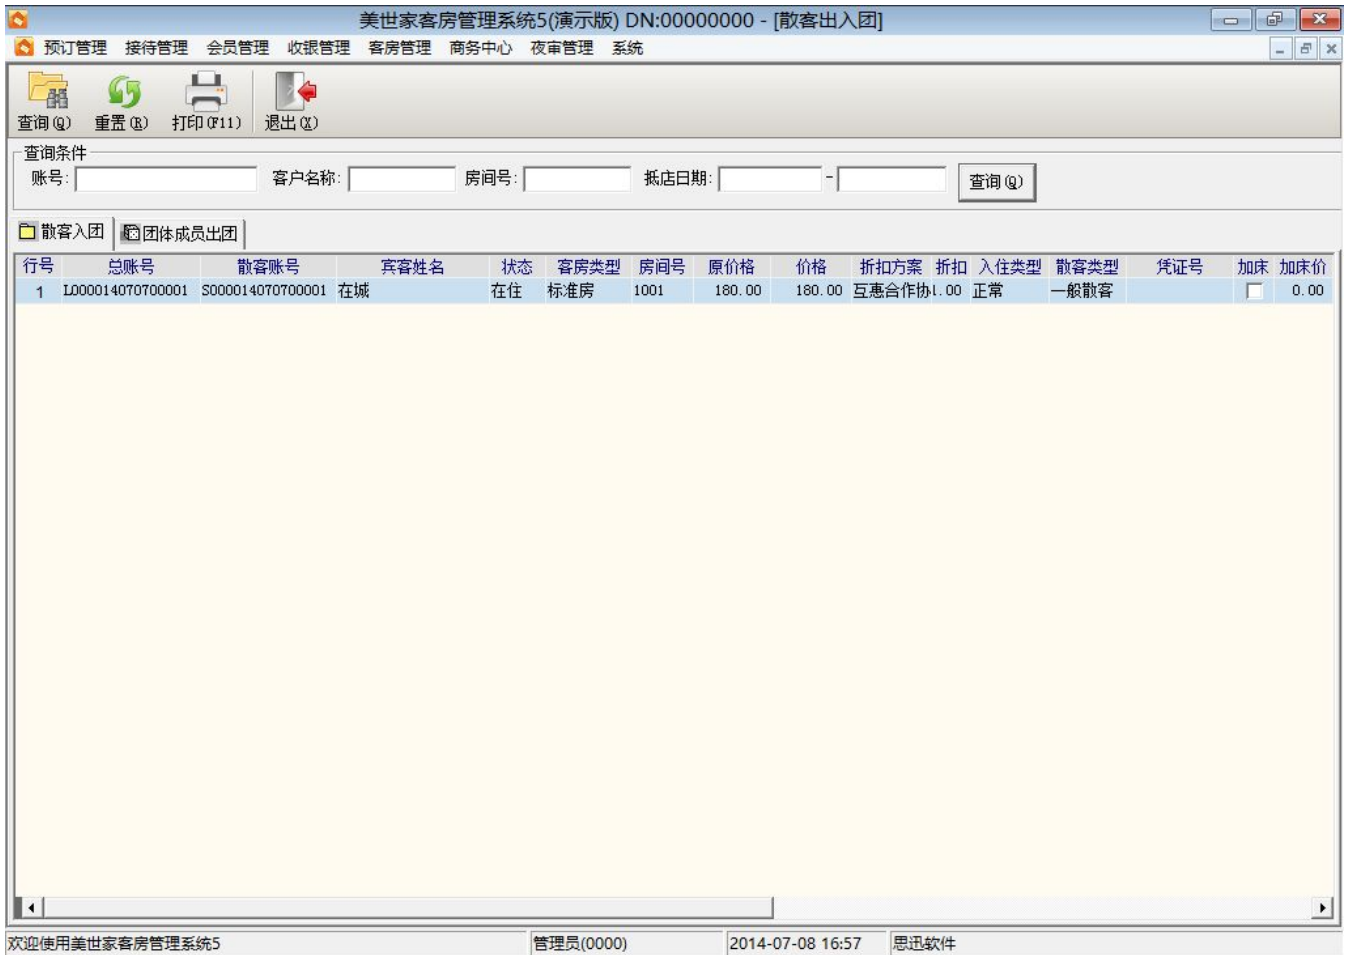 美世家客房管理系统5(演示版) DN:00000000 - [散客出入团]
预订管理 接待管理 会员管理 收银管理 客房管理 商务中心 夜审管理 系统
查询(Q) 重置(R) 打印(F11) 退出(X)
查询条件
账号: 客户名称: 房间号: 抵店日期: - 查询(Q)
散客入团 团体成员出团
行号 总账号 散客账号 宾客姓名 状态 客房类型 房间号 原价格 价格 折扣方案 折扣 入住类型 散客类型 凭证号 加床 加床价
1 L000014070700001 S000014070700001 在城 在住 标准房 1001 180.00 180.00 互惠合作协 1.00 正常 一般散客 0.00
欢迎使用美世家客房管理系统5 管理员(0000) 2014-07-08 16:57 思迅软件